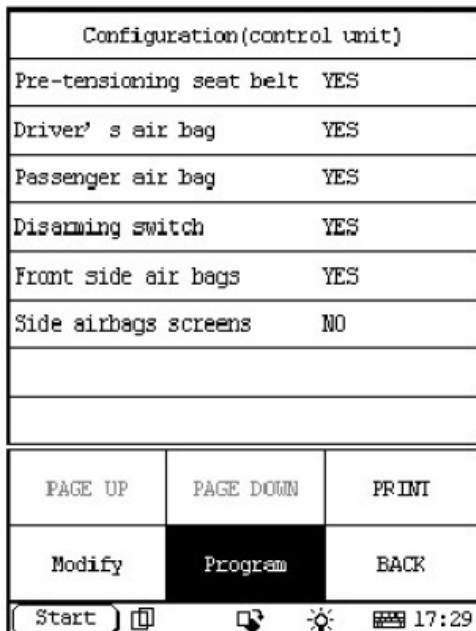 Configuration(control unit)
Pre-tensioning seat belt YES
Driver's air bag YES
Passenger air bag YES
Disarming switch YES
Front side air bags YES
Side airbags screens NO
PAGE UP PAGE DOWN PRINT
Modify Program BACK
Start 17:29